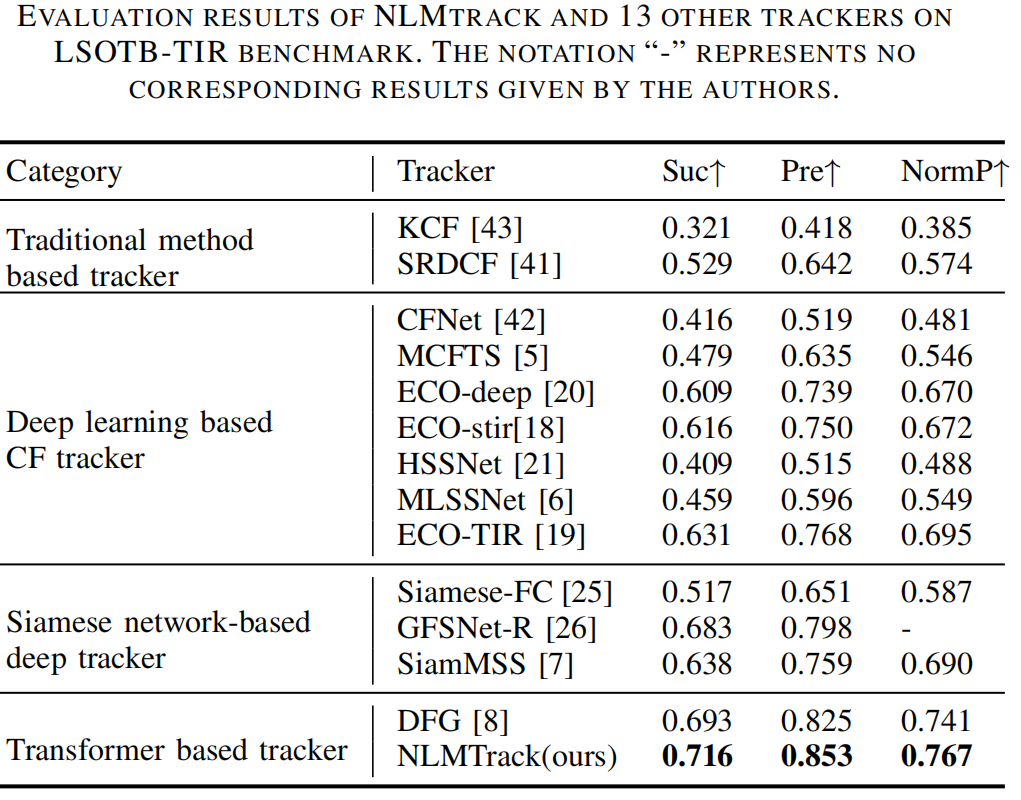 EVALUATION RESULTS OF NLMTRACK AND 13 OTHER TRACKERS ON
LSOTB-TIR BENCHMARK. THE NOTATION “-” REPRESENTS NO
CORRESPONDING RESULTS GIVEN BY THE AUTHORS.
Category Tracker Suc↑ Pre↑ NormP↑
Traditional method
based tracker
KCF [43] 0.321 0.418 0.385
SRDCF [41] 0.529 0.642 0.574
Deep learning based
CF tracker
CFNet [42] 0.416 0.519 0.481
MCFTS [5] 0.479 0.635 0.546
ECO-deep [20] 0.609 0.739 0.670
ECO-stir[18] 0.616 0.750 0.672
HSSNet [21] 0.409 0.515 0.488
MLSSNet [6] 0.459 0.596 0.549
ECO-TIR [19] 0.631 0.768 0.695
Siamese network-based
deep tracker
Siamese-FC [25] 0.517 0.651 0.587
GFSNet-R [26] 0.683 0.798 -
SiamMSS [7] 0.638 0.759 0.690
Transformer based tracker
DFG [8] 0.693 0.825 0.741
NLMTrack(ours) 0.716 0.853 0.767